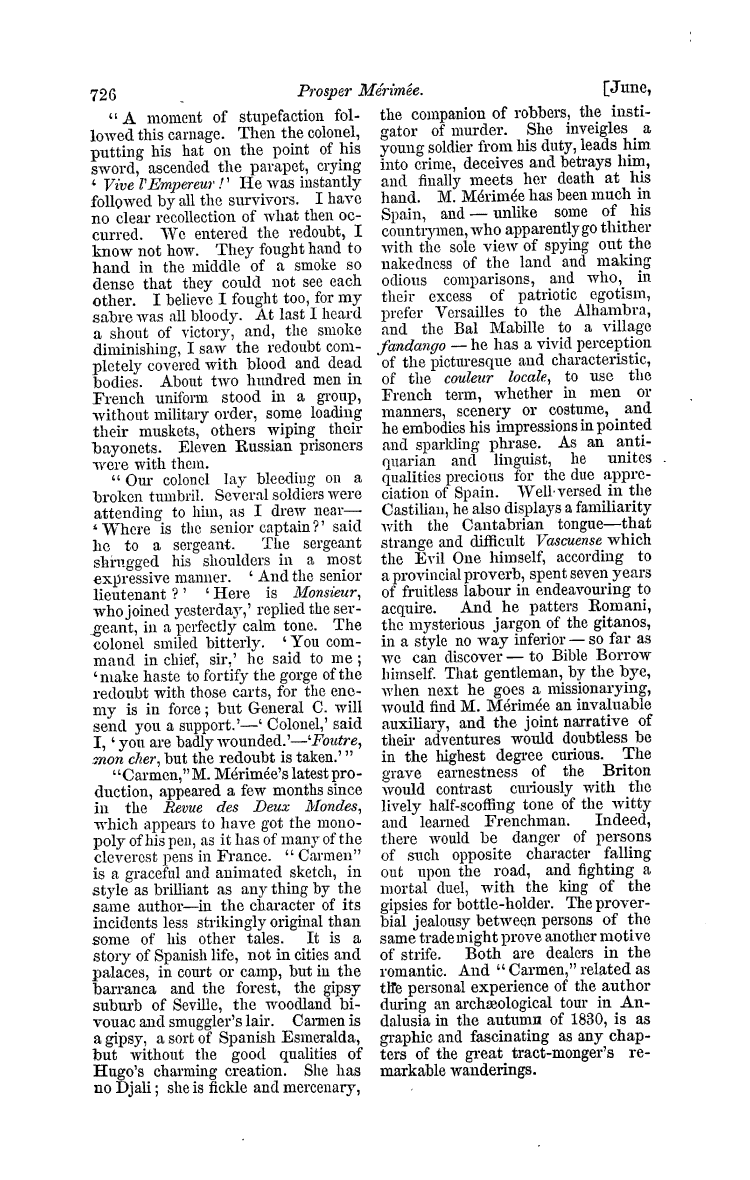 726
Prosper Mérimée.
[June,
“ A moment of stupefaction fol-
lowed this carnage. Then the colonel,
putting his hat on the point of his
sword, ascended the parapet, crying
‘ Vive l'Empereur !’ He was instantly
followed by all the survivors. I have
no clear recollection of what then oc-
curred. We entered the redoubt, I
know not how. They fought hand to
hand in the middle of a smoke so
dense that they could not see each
other. I believe I fought too, for my
sabre was all bloody. At last I heard
a shout of victory, and, the smoke
diminishing, I saw the redoubt com-
pletely covered with blood and dead
bodies. About two hundred men in
French uniform stood in a group,
without military order, some loading
their muskets, others wiping their
bayonets. Eleven Russian prisoners
were with them.
“ Our colonel lay bleeding on a
broken tumbril. Several soldiers were
attending to him, as I drew near—
‘ Where is the senior captain?’ said
he to a sergeant. The sergeant
shrugged his shoulders in a most
expressive manner. ‘ And the senior
lieutenant ?’ ‘ Here is Monsieur,
who joined yesterday,’ replied the ser-
geant, in a perfectly calm tone. The
colonel smiled bitterly. ‘ You com-
mand in chief, sir,’ he said to me ;
‘make haste to fortify the gorge of the
redoubt with those carts, for the ene-
my is in force ; but General C. will
send you a support.’—‘ Colonel,’ said
I, ‘ you are badly wounded.’—‘Foutre,
mon cher, but the redoubt is taken.’ ”
“Carmen,” M. Mérimée's latest pro-
duction, appeared a few months since
in the Revue des Deux Mondes,
which appears to have got the mono-
poly of his pen, as it has of many of the
cleverest pens in France. “ Carmen”
is a graceful and animated sketch, in
style as brilliant as any thing by the
same author—in the character of its
incidents less strikingly original than
some of his other tales. It is a
story of Spanish life, not in cities and
palaces, in court or camp, but in the
barranca and the forest, the gipsy
suburb of Seville, the woodland bi-
vouac and smuggler's lair. Carmen is
a gipsy, a sort of Spanish Esmeralda,
but without the good qualities of
Hugo's charming creation. She has
no Djali ; she is fickle and mercenary,
the companion of robbers, the insti-
gator of murder. She inveigles a
young soldier from his duty, leads him
into crime, deceives and betrays him,
and finally meets her death at his
hand. M. Mérimée has been much in
Spain, and — unlike some of his
countrymen, who apparently go thither
with the sole view of spying out the
nakedness of the land and making
odious comparisons, and who, in
their excess of patriotic egotism,
prefer Versailles to the Alhambra,
and the Bal Mabille to a village
fandango — he has a vivid perception
of the picturesque and characteristic,
of the couleur locale, to use the
French term, whether in men or
manners, scenery or costume, and
he embodies his impressions in pointed
and sparkling phrase. As an anti-
quarian and linguist, he unites
qualities precious for the due appre-
ciation of Spain. Well versed in the
Castilian, he also displays a familiarity
with the Cantabrian tongue—that
strange and difficult Vascuense which
the Evil One himself, according to
a provincial proverb, spent seven years
of fruitless labour in endeavouring to
acquire. And he patters Romani,
the mysterious jargon of the gitanos,
in a style no way inferior — so far as
we can discover — to Bible Borrow
himself. That gentleman, by the bye,
when next he goes a missionarying,
would find M. Mérimée an invaluable
auxiliary, and the joint narrative of
their adventures would doubtless be
in the highest degree curious. The
grave earnestness of the Briton
would contrast curiously with the
lively half-scoffing tone of the witty
and learned Frenchman. Indeed,
there would be danger of persons
of such opposite character falling
out upon the road, and fighting a
mortal duel, with the king of the
gipsies for bottle-holder. The prover-
bial jealousy between persons of the
same trade might prove another motive
of strife. Both are dealers in the
romantic. And “ Carmen,” related as
the personal experience of the author
during an archæological tour in An-
dalusia in the autumn of 1830, is as
graphic and fascinating as any chap-
ters of the great tract-monger's re-
markable wanderings.